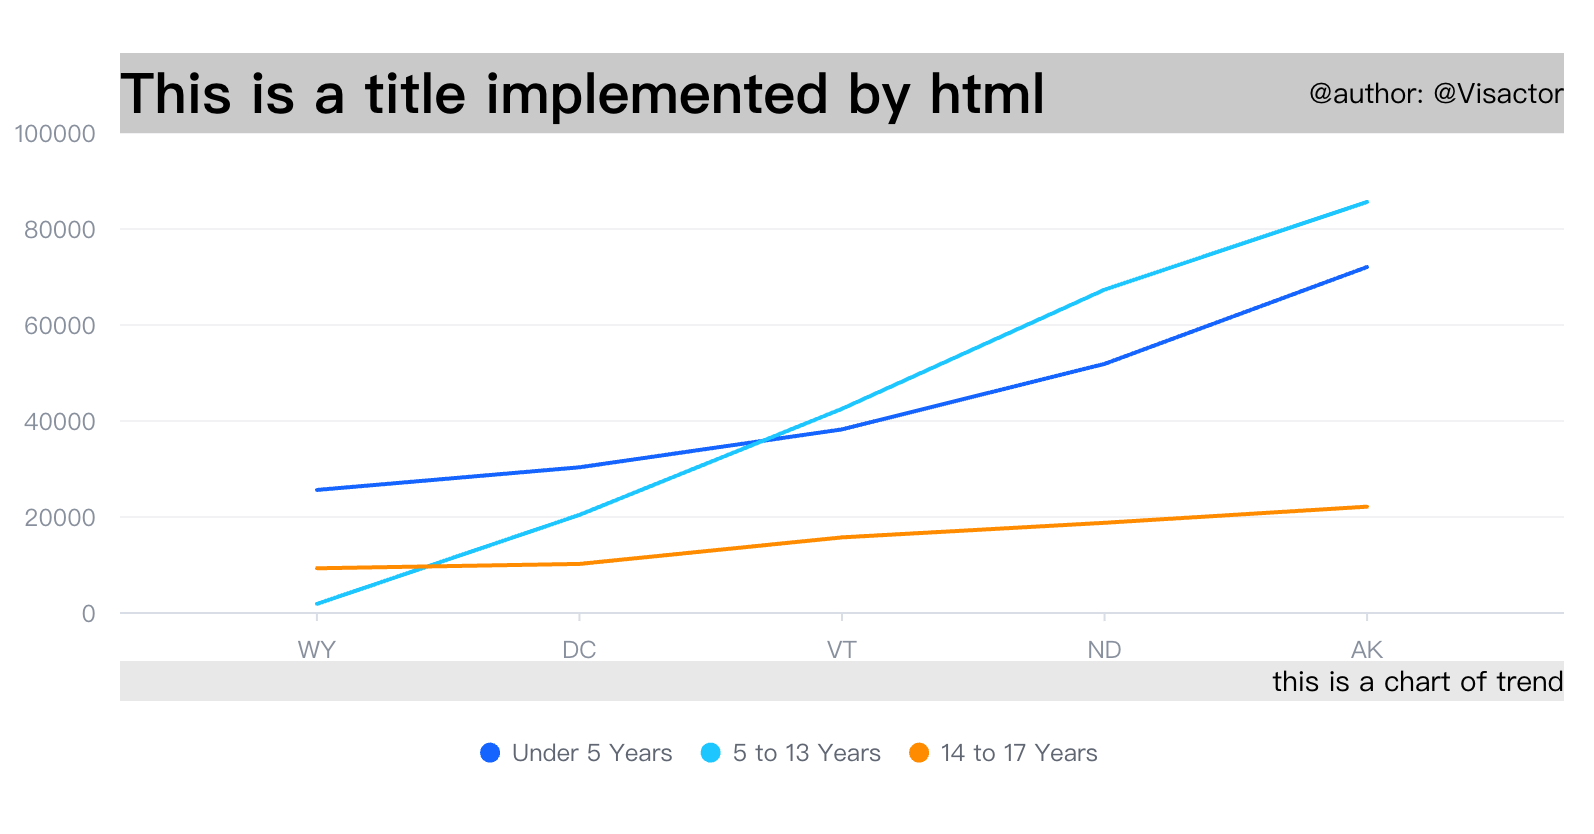 This is a title implemented by html
@author: @Visactor
100000
80000
60000
40000
20000
0
WY DC VT ND AK
this is a chart of trend
Under 5 Years 5 to 13 Years 14 to 17 Years